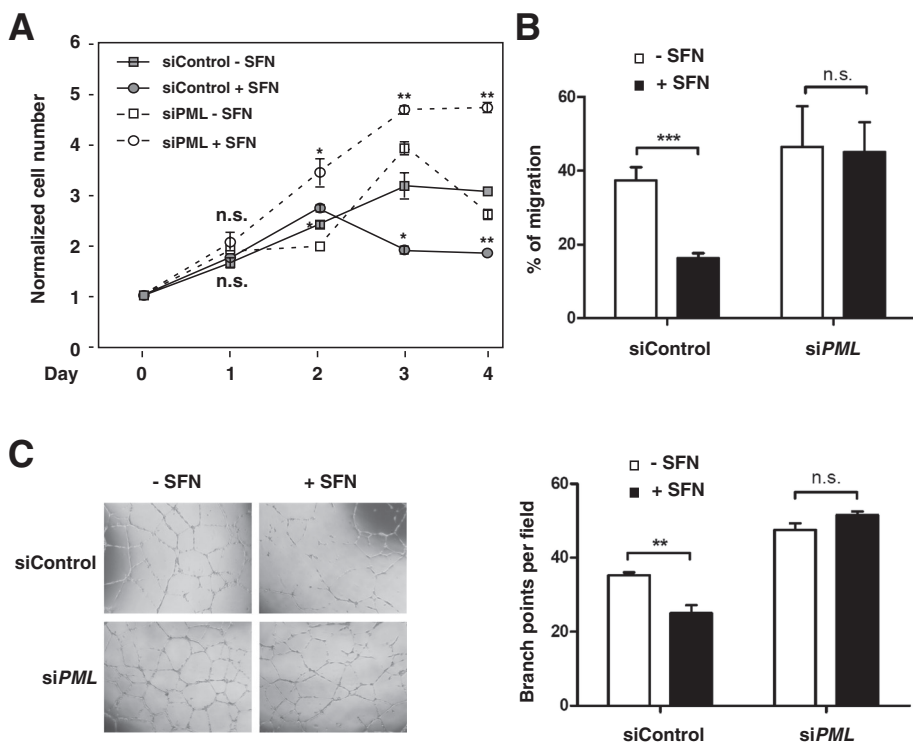 A
Normalized cell number
6
5
4
3
2
1
0
siControl - SFN
siControl + SFN
siPML - SFN
siPML + SFN
n.s.
n.s.
*
*
**
*
**
**
Day
0 1 2 3 4
B
- SFN
+ SFN
% of migration
60
40
20
0
***
n.s.
siControl siPML
C
- SFN + SFN
siControl
siPML
- SFN
+ SFN
Branch points per field
60
40
20
0
**
n.s.
siControl siPML